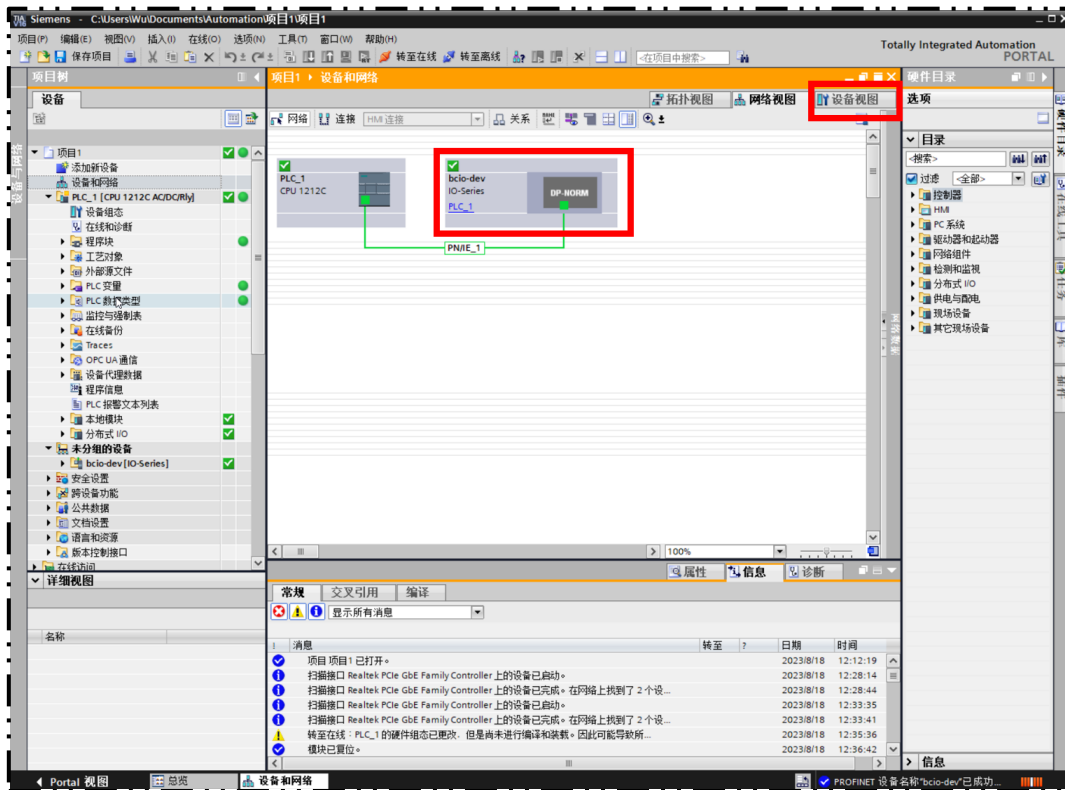 Siemens - C:\Users\Wu\Documents\Automation\项目1\项目1
项目(P) 编辑(E) 视图(V) 插入(I) 在线(O) 选项(N) 工具(T) 窗口(W) 帮助(H)
Totally Integrated Automation
PORTAL
保存项目 转至在线 转至离线 <在项目中搜索>
项目树
项目1 设备和网络
硬件目录
设备
拓扑视图 网络视图 设备视图
选项
网络 连接 HMI 连接 关系
设备与网络
项目1
添加新设备
设备和网络
PLC_1 [CPU 1212C AC/DC/Rly]
设备组态
在线和诊断
程序块
工艺对象
外部源文件
PLC 变量
PLC 数据类型
监控与强制表
在线备份
Traces
OPC UA 通信
设备代理数据
程序信息
PLC 报警文本列表
本地模块
分布式 I/O
未分组的设备
bcio-dev [IO-Series]
安全设置
跨设备功能
公共数据
文档设置
语言和资源
版本控制接口
在线访问
详细视图
名称
PLC_1
CPU 1212C
bcio-dev
IO-Series
PLC_1
DP-NORM
PN/IE_1
100%
目录
<搜索>
过滤 <全部>
控制器
HMI
PC 系统
驱动器和起动器
网络组件
检测和监视
分布式 I/O
供电与配电
现场设备
其它现场设备
属性 信息 诊断
常规 交叉引用 编译
显示所有消息
! 消息 转至 ? 日期 时间
项目 项目1 已打开。 2023/8/18 12:12:19
扫描接口 Realtek PCIe GbE Family Controller 上的设备已启动。 2023/8/18 12:28:14
扫描接口 Realtek PCIe GbE Family Controller 上的设备已完成。在网络上找到了 2 个设... 2023/8/18 12:28:44
扫描接口 Realtek PCIe GbE Family Controller 上的设备已启动。 2023/8/18 12:33:35
扫描接口 Realtek PCIe GbE Family Controller 上的设备已完成。在网络上找到了 2 个设... 2023/8/18 12:33:41
转至在线：PLC_1 的硬件组态已更改，但是尚未进行编译和装载。因此可能导致所... 2023/8/18 12:35:36
模块已复位。 2023/8/18 12:36:42
信息
Portal 视图 总览 设备和网络 PROFINET 设备名称“bcio-dev”已成功...